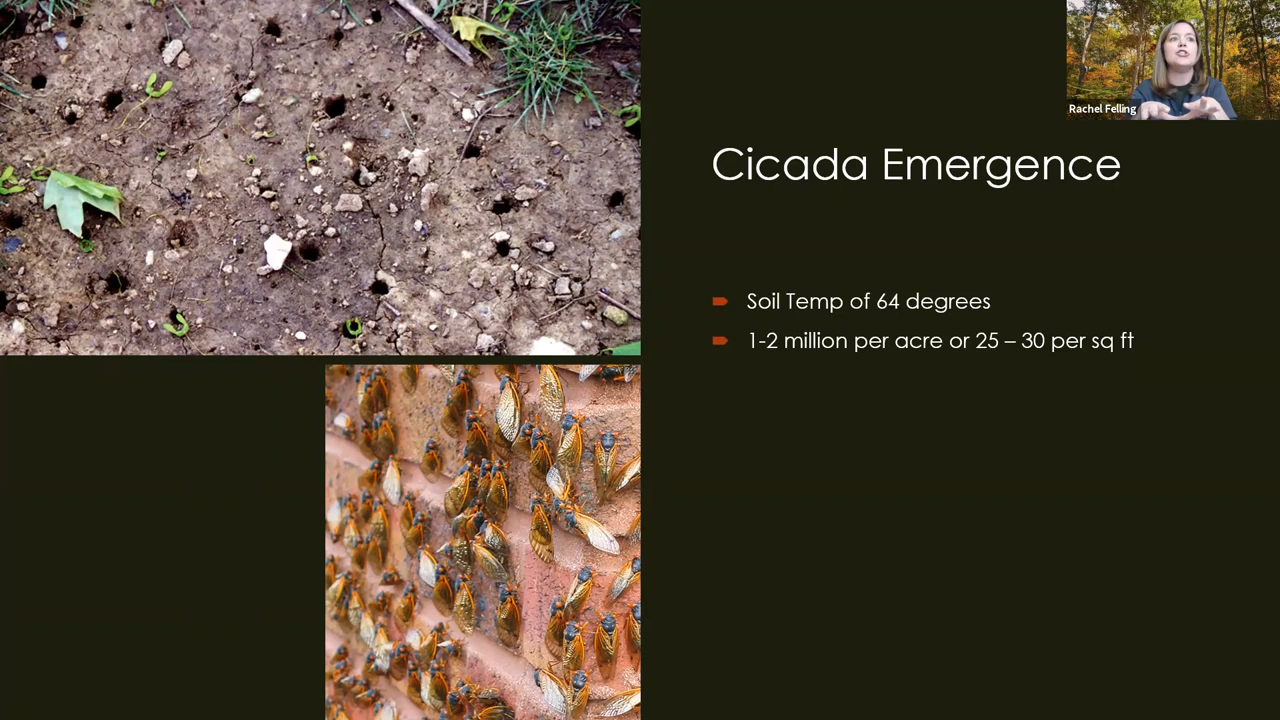 Rachel Felling
Cicada Emergence
Soil Temp of 64 degrees
1-2 million per acre or 25 – 30 per sq ft